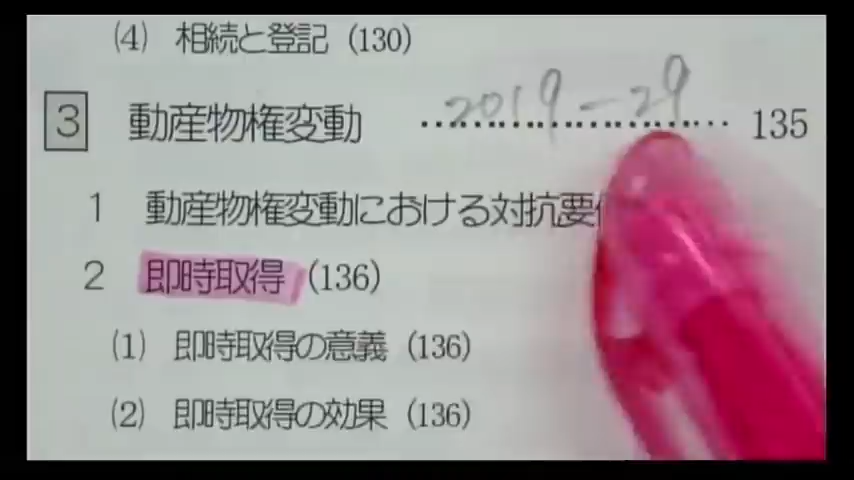 (4) 相続と登記 (130)
3 動産物権変動 ………………… 135
2019-29
1 動産物権変動における対抗要
2 即時取得 (136)
(1) 即時取得の意義 (136)
(2) 即時取得の効果 (136)